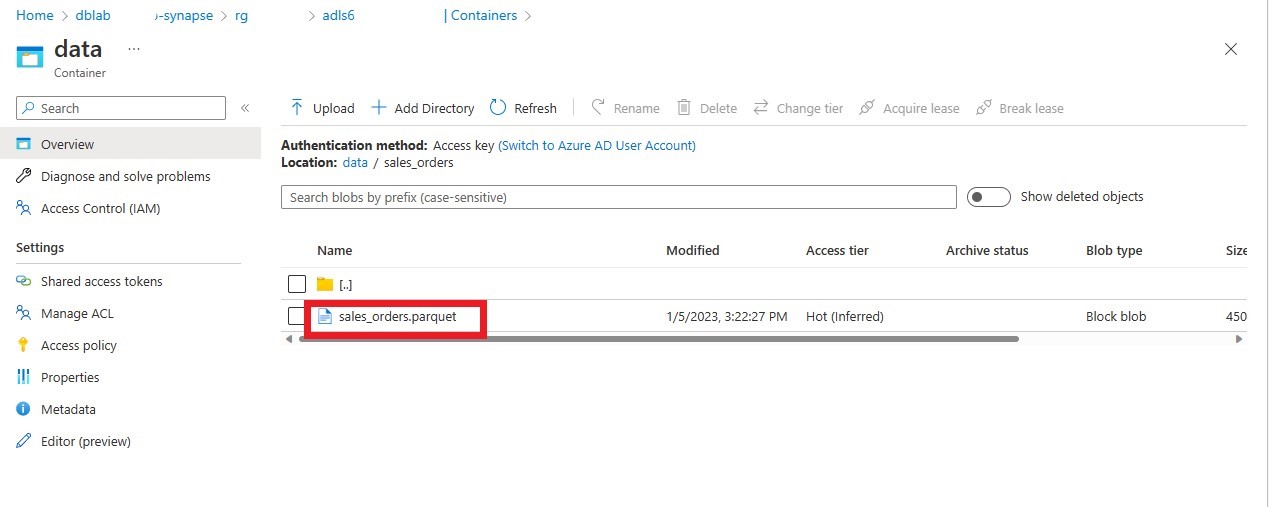 Home > dblab -synapse > rg > adls6 | Containers >
data ...
Container
Search «
Upload Add Directory Refresh Rename Delete Change tier Acquire lease Break lease
Overview
Diagnose and solve problems
Access Control (IAM)
Settings
Shared access tokens
Manage ACL
Access policy
Properties
Metadata
Editor (preview)
Authentication method: Access key (Switch to Azure AD User Account)
Location: data / sales_orders
Search blobs by prefix (case-sensitive) Show deleted objects
Name Modified Access tier Archive status Blob type Size
[..]
sales_orders.parquet 1/5/2023, 3:22:27 PM Hot (Inferred) Block blob 450